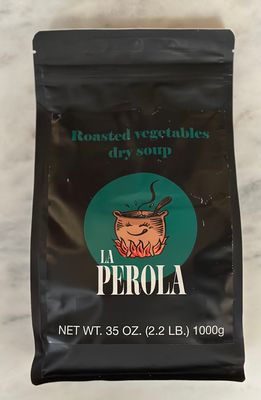 Roasted vegetables
dry soup
LA
PEROLA
NET WT. 35 OZ. (2.2 LB.) 1000g